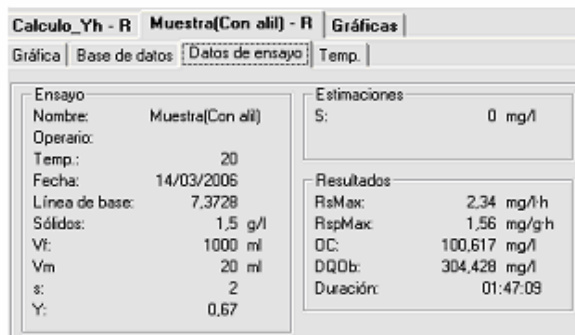 Calculo_Yh - R Muestra(Con alil) - R Gráficas
Gráfica Base de datos Datos de ensayo Temp.
Ensayo
Nombre: Muestra(Con alil)
Operario:
Temp.: 20
Fecha: 14/03/2006
Línea de base: 7,3728
Sólidos: 1,5 g/l
Vf: 1000 ml
Vm 20 ml
s: 2
Y: 0,67
Estimaciones
S: 0 mg/l
Resultados
RsMax: 2,34 mg/l·h
RspMax: 1,56 mg/g·h
OC: 100,617 mg/l
DQOb: 304,428 mg/l
Duración: 01:47:09